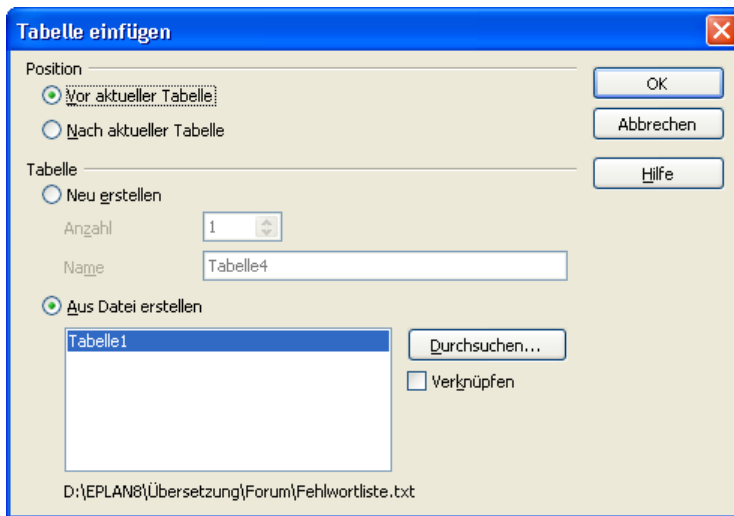 Tabelle einfügen
Position
Vor aktueller Tabelle
Nach aktueller Tabelle
OK
Abbrechen
Hilfe
Tabelle
Neu erstellen
Anzahl 1
Name Tabelle4
Aus Datei erstellen
Tabelle1
Durchsuchen...
Verknüpfen
D:\EPLAN8\Übersetzung\Forum\Fehlwortliste.txt